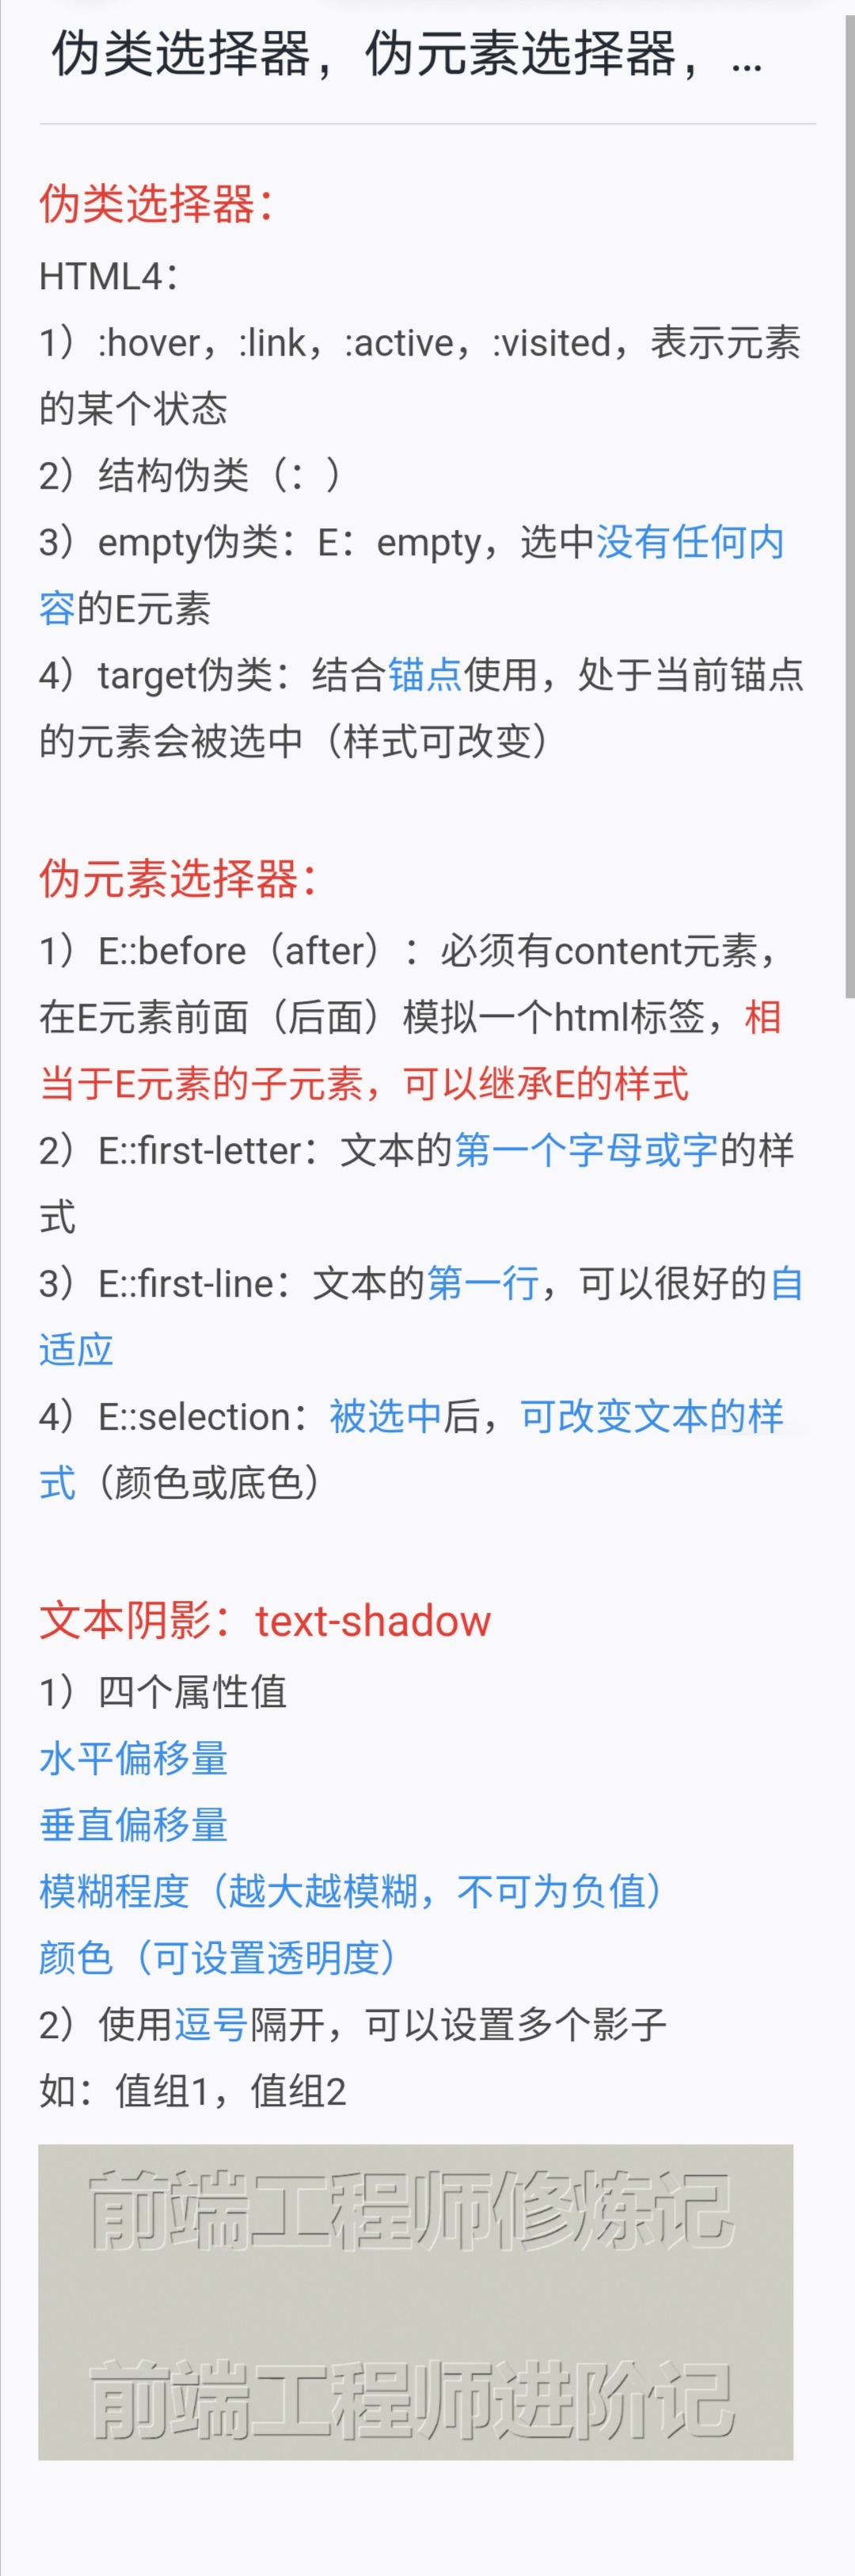 伪类选择器，伪元素选择器，...
伪类选择器：
HTML4：
1）:hover，:link，:active，:visited，表示元素
的某个状态
2）结构伪类（：）
3）empty伪类：E：empty，选中没有任何内
容的E元素
4）target伪类：结合锚点使用，处于当前锚点
的元素会被选中（样式可改变）
伪元素选择器：
1）E::before（after）：必须有content元素，
在E元素前面（后面）模拟一个html标签，相
当于E元素的子元素，可以继承E的样式
2）E::first-letter：文本的第一个字母或字的样
式
3）E::first-line：文本的第一行，可以很好的自
适应
4）E::selection：被选中后，可改变文本的样
式（颜色或底色）
文本阴影：text-shadow
1）四个属性值
水平偏移量
垂直偏移量
模糊程度（越大越模糊，不可为负值）
颜色（可设置透明度）
2）使用逗号隔开，可以设置多个影子
如：值组1，值组2
前端工程师修炼记
前端工程师进阶记